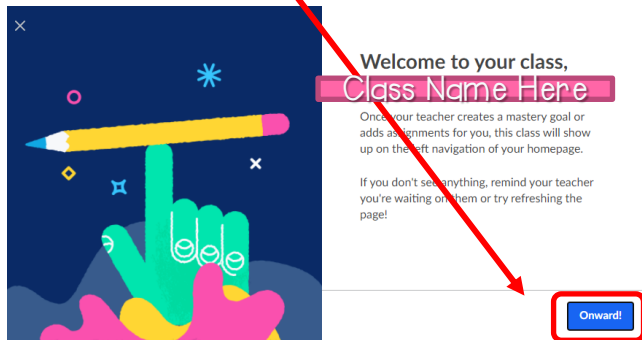 Welcome to your class,
Class Name Here
Once your teacher creates a mastery goal or
adds assignments for you, this class will show
up on the left navigation of your homepage.
If you don't see anything, remind your teacher
you're waiting on them or try refreshing the
page!
Onward!